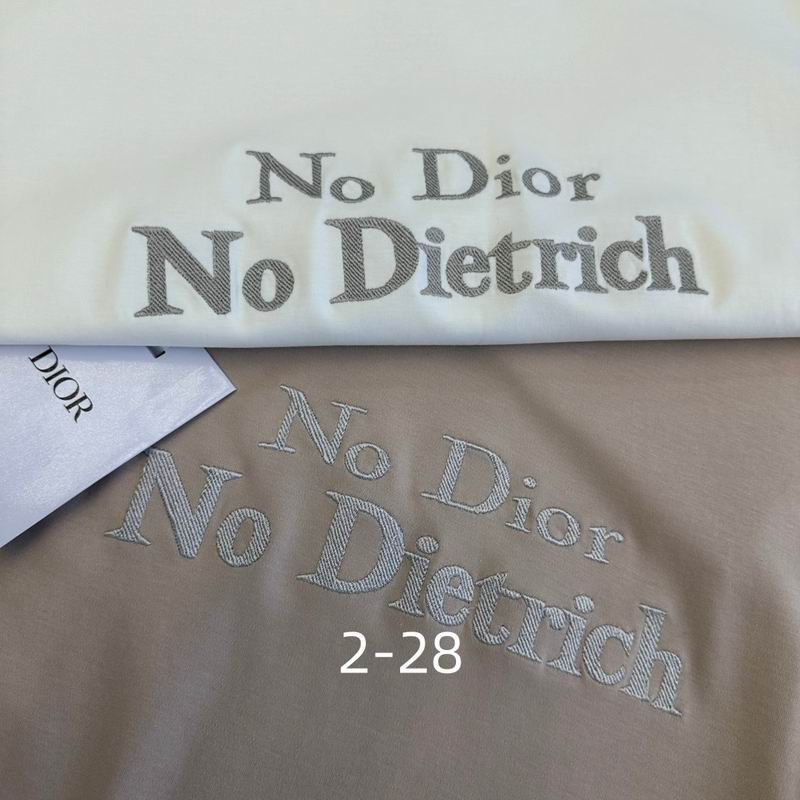 No Dior
No Dietrich
DIOR
No Dior
No Dietrich
2-28